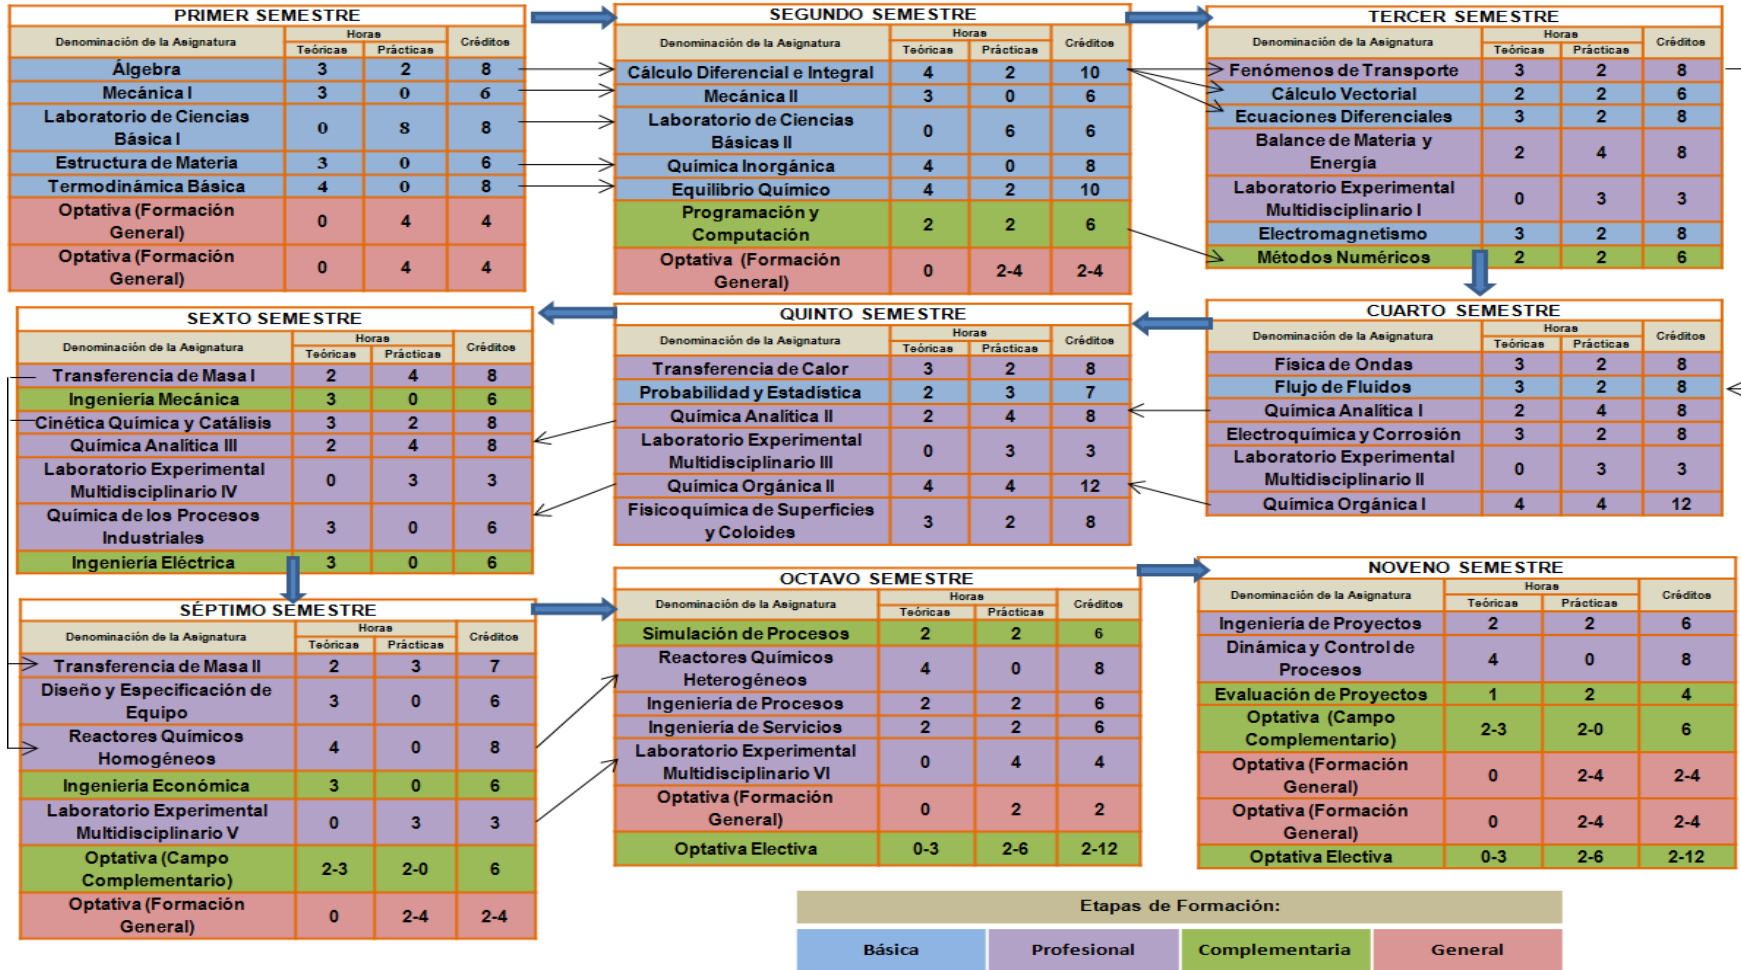 PRIMER SEMESTRE
Denominación de la Asignatura Horas Créditos
Teóricas Prácticas
Álgebra 3 2 8
Mecánica I 3 0 6
Laboratorio de Ciencias
Básica I 0 8 8
Estructura de Materia 3 0 6
Termodinámica Básica 4 0 8
Optativa (Formación
General) 0 4 4
Optativa (Formación
General) 0 4 4
SEGUNDO SEMESTRE
Denominación de la Asignatura Horas Créditos
Teóricas Prácticas
Cálculo Diferencial e Integral 4 2 10
Mecánica II 3 0 6
Laboratorio de Ciencias
Básicas II 0 6 6
Química Inorgánica 4 0 8
Equilibrio Químico 4 2 10
Programación y
Computación 2 2 6
Optativa (Formación
General) 0 2-4 2-4
TERCER SEMESTRE
Denominación de la Asignatura Horas Créditos
Teóricas Prácticas
Fenómenos de Transporte 3 2 8
Cálculo Vectorial 2 2 6
Ecuaciones Diferenciales 3 2 8
Balance de Materia y
Energía 2 4 8
Laboratorio Experimental
Multidisciplinario I 0 3 3
Electromagnetismo 3 2 8
Métodos Numéricos 2 2 6
CUARTO SEMESTRE
Denominación de la Asignatura Horas Créditos
Teóricas Prácticas
Física de Ondas 3 2 8
Flujo de Fluidos 3 2 8
Química Analítica I 2 4 8
Electroquímica y Corrosión 3 2 8
Laboratorio Experimental
Multidisciplinario II 0 3 3
Química Orgánica I 4 4 12
QUINTO SEMESTRE
Denominación de la Asignatura Horas Créditos
Teóricas Prácticas
Transferencia de Calor 3 2 8
Probabilidad y Estadística 2 3 7
Química Analítica II 2 4 8
Laboratorio Experimental
Multidisciplinario III 0 3 3
Química Orgánica II 4 4 12
Fisicoquímica de Superficies
y Coloides 3 2 8
SEXTO SEMESTRE
Denominación de la Asignatura Horas Créditos
Teóricas Prácticas
Transferencia de Masa I 2 4 8
Ingeniería Mecánica 3 0 6
Cinética Química y Catálisis 3 2 8
Química Analítica III 2 4 8
Laboratorio Experimental
Multidisciplinario IV 0 3 3
Química de los Procesos
Industriales 3 0 6
Ingeniería Eléctrica 3 0 6
SÉPTIMO SEMESTRE
Denominación de la Asignatura Horas Créditos
Teóricas Prácticas
Transferencia de Masa II 2 3 7
Diseño y Especificación de
Equipo 3 0 6
Reactores Químicos
Homogéneos 4 0 8
Ingeniería Económica 3 0 6
Laboratorio Experimental
Multidisciplinario V 0 3 3
Optativa (Campo
Complementario) 2-3 2-0 6
Optativa (Formación
General) 0 2-4 2-4
OCTAVO SEMESTRE
Denominación de la Asignatura Horas Créditos
Teóricas Prácticas
Simulación de Procesos 2 2 6
Reactores Químicos
Heterogéneos 4 0 8
Ingeniería de Procesos 2 2 6
Ingeniería de Servicios 2 2 6
Laboratorio Experimental
Multidisciplinario VI 0 4 4
Optativa (Formación
General) 0 2 2
Optativa Electiva 0-3 2-6 2-12
NOVENO SEMESTRE
Denominación de la Asignatura Horas Créditos
Teóricas Prácticas
Ingeniería de Proyectos 2 2 6
Dinámica y Control de
Procesos 4 0 8
Evaluación de Proyectos 1 2 4
Optativa (Campo
Complementario) 2-3 2-0 6
Optativa (Formación
General) 0 2-4 2-4
Optativa (Formación
General) 0 2-4 2-4
Optativa Electiva 0-3 2-6 2-12
Etapas de Formación:
Básica Profesional Complementaria General